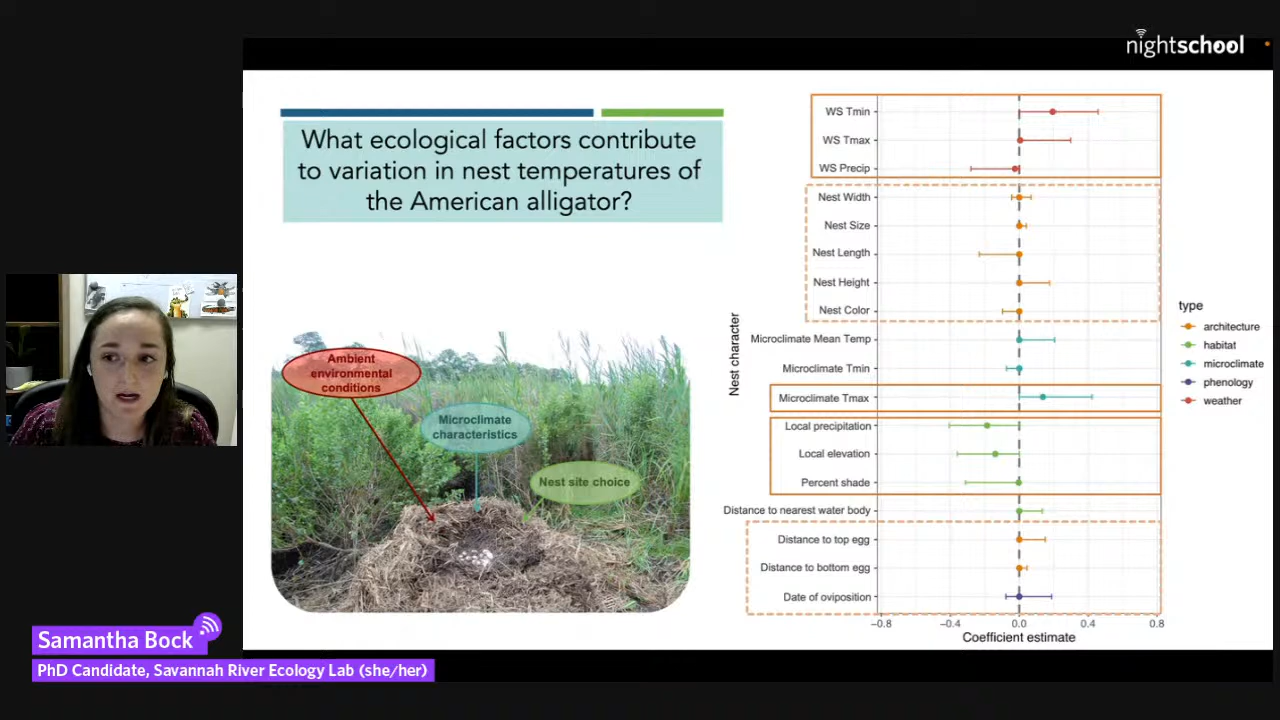 nightschool
What ecological factors contribute
to variation in nest temperatures of
the American alligator?
Ambient
environmental
conditions
Microclimate
characteristics
Nest site choice
Nest character
WS Tmin
WS Tmax
WS Precip
Nest Width
Nest Size
Nest Length
Nest Height
Nest Color
Microclimate Mean Temp
Microclimate Tmin
Microclimate Tmax
Local precipitation
Local elevation
Percent shade
Distance to nearest water body
Distance to top egg
Distance to bottom egg
Date of oviposition
−0.8 −0.4 0.0 0.4 0.8
Coefficient estimate
type
architecture
habitat
microclimate
phenology
weather
Samantha Bock
PhD Candidate, Savannah River Ecology Lab (she/her)